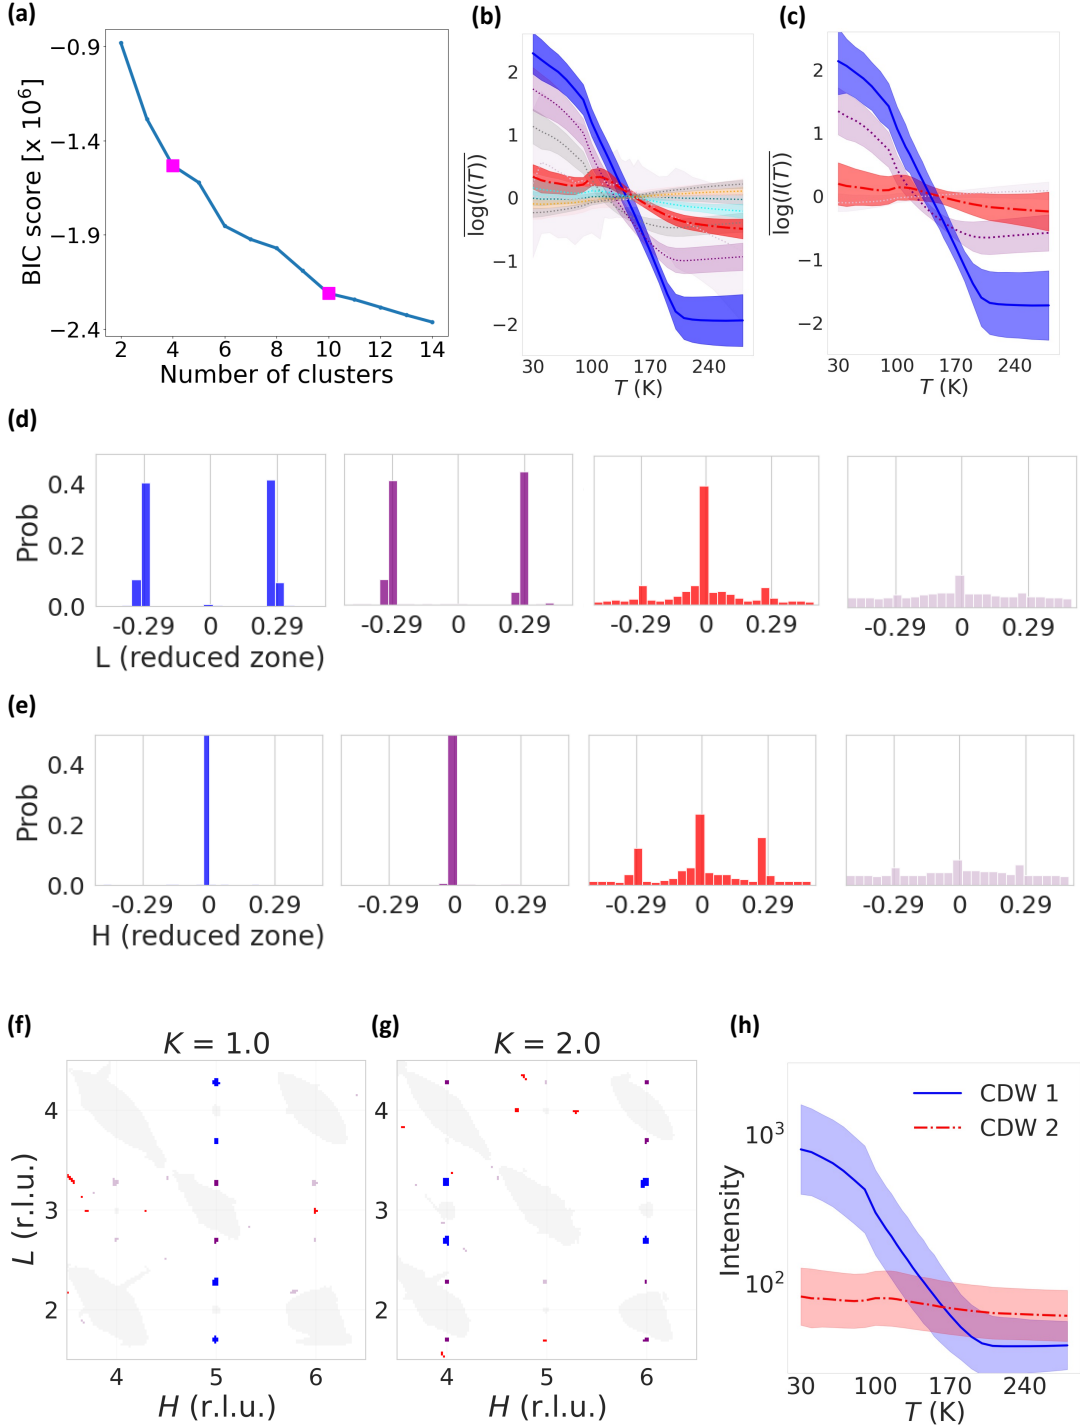 (a)
BIC score [x 10⁶]
−0.9
−1.4
−1.9
−2.4
2 4 6 8 10 12 14
Number of clusters
(b)
log(I(T))
2
1
0
−1
−2
30 100 170 240
T (K)
(c)
log(I(T))
2
1
0
−1
−2
30 100 170 240
T (K)
(d)
Prob
0.4
0.2
0.0
-0.29 0 0.29
-0.29 0 0.29
-0.29 0 0.29
-0.29 0 0.29
L (reduced zone)
(e)
Prob
0.4
0.2
0.0
-0.29 0 0.29
-0.29 0 0.29
-0.29 0 0.29
-0.29 0 0.29
H (reduced zone)
(f)
K = 1.0
L (r.l.u.)
4
3
2
4 5 6
H (r.l.u.)
(g)
K = 2.0
4
3
2
4 5 6
H (r.l.u.)
(h)
CDW 1
CDW 2
Intensity
10³
10²
30 100 170 240
T (K)